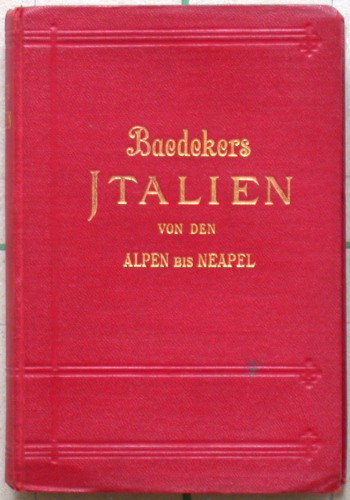 Baedekers
JTALIEN
VON DEN
ALPEN BIS NEAPEL